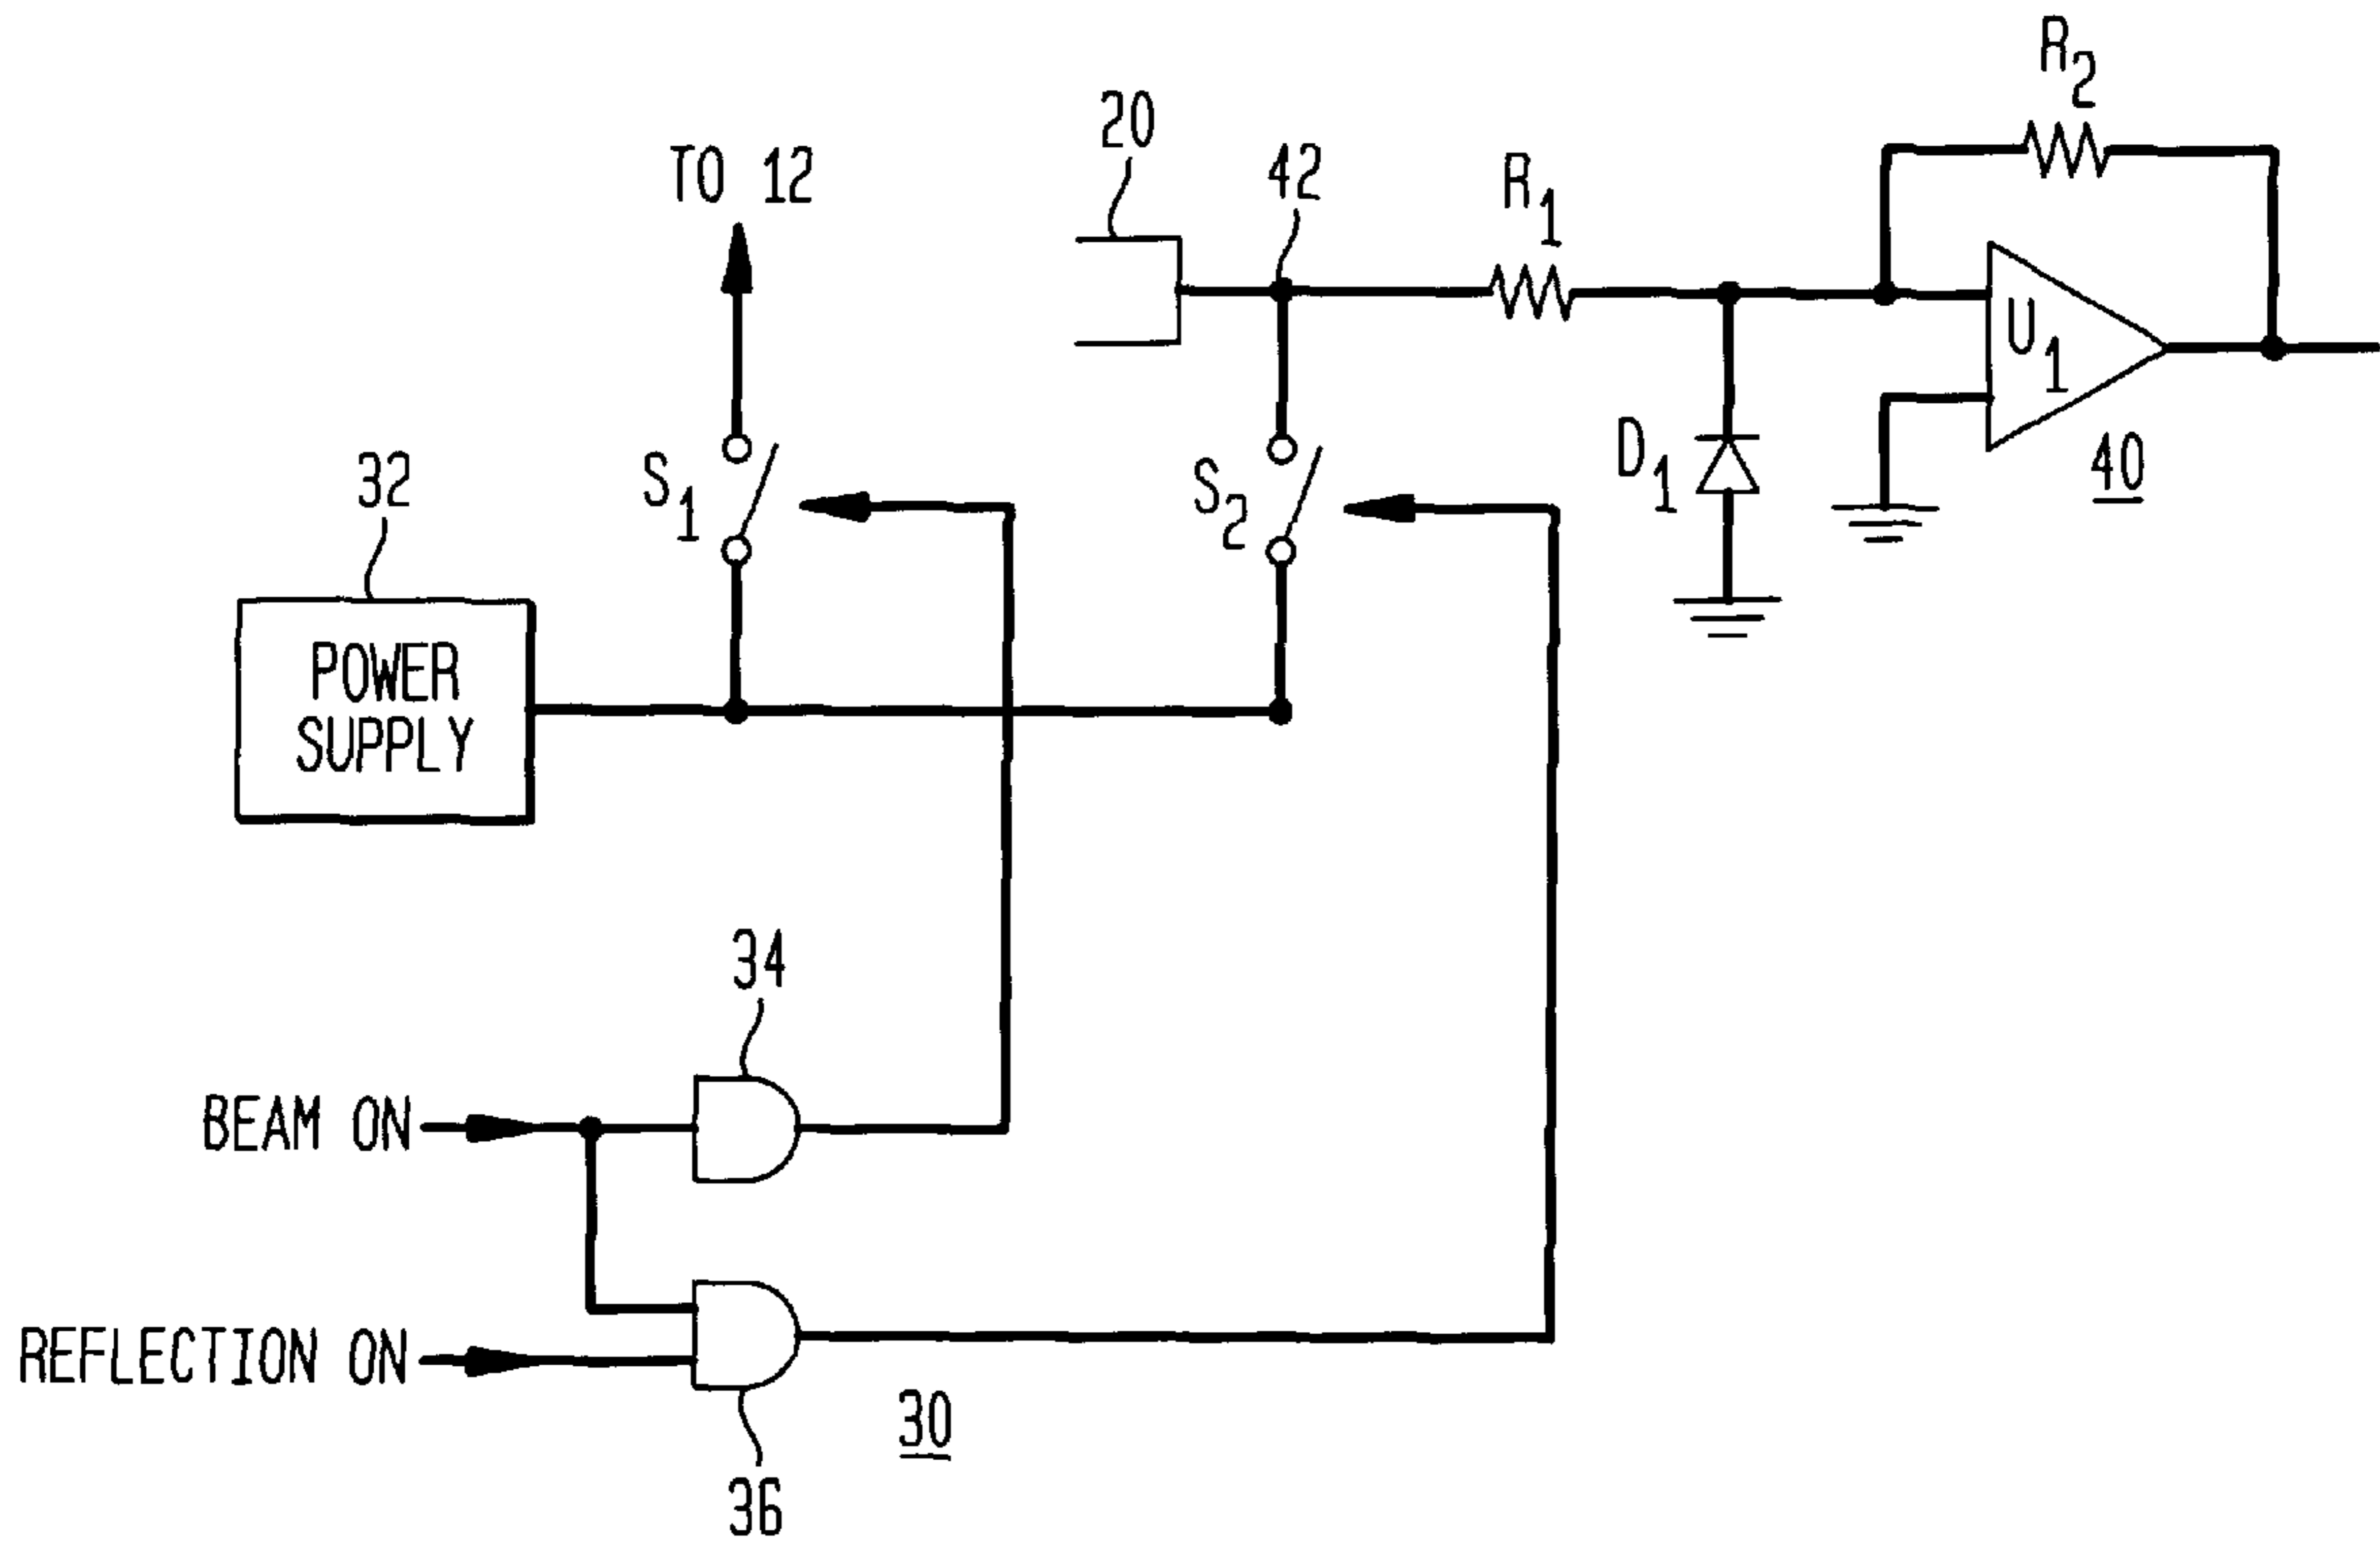 R2
20
TO 12
42
R1
U1
D1
40
32
S1
S2
POWER
SUPPLY
34
BEAM ON
REFLECTION ON
30
36